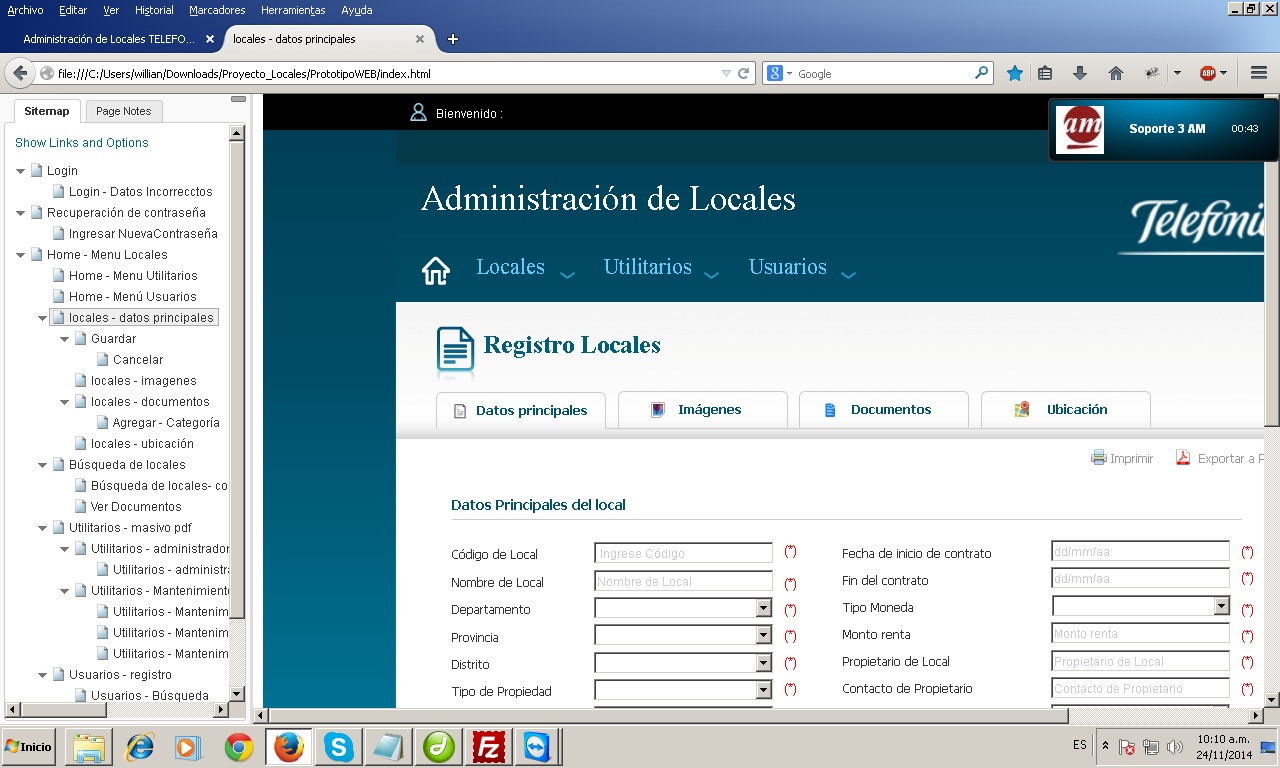 Archivo Editar Ver Historial Marcadores Herramientas Ayuda
Administración de Locales TELEFO... × locales - datos principales × +
file:///C:/Users/willian/Downloads/Proyecto_Locales/PrototipoWEB/index.html
Google
ABP
Sitemap Page Notes
Show Links and Options
Login
Login - Datos Incorrecctos
Recuperación de contraseña
Ingresar NuevaContraseña
Home - Menu Locales
Home - Menu Utilitarios
Home - Menú Usuarios
locales - datos principales
Guardar
Cancelar
locales - imagénes
locales - documentos
Agregar - Categoría
locales - ubicación
Búsqueda de locales
Búsqueda de locales- co
Ver Documentos
Utilitarios - masivo pdf
Utilitarios - administrador
Utilitarios - administra
Utilitarios - Mantenimiento
Utilitarios - Mantenim
Utilitarios - Mantenim
Utilitarios - Mantenim
Usuarios - registro
Usuarios - Búsqueda
Bienvenido :
am Soporte 3 AM 00:43
Administración de Locales
Telefóni
Locales Utilitarios Usuarios
Registro Locales
Datos principales Imágenes Documentos Ubicación
Imprimir Exportar a P
Datos Principales del local
Código de Local Ingrese Código (*) Fecha de inicio de contrato dd/mm/aa (*)
Nombre de Local Nombre de Local (*) Fin del contrato dd/mm/aa (*)
Departamento (*) Tipo Moneda (*)
Provincia (*) Monto renta Monto renta (*)
Distrito (*) Propietario de Local Propietario de Local (*)
Tipo de Propiedad (*) Contacto de Propietario Contacto de Propietario (*)
Inicio
ES
10:10 a.m.
24/11/2014